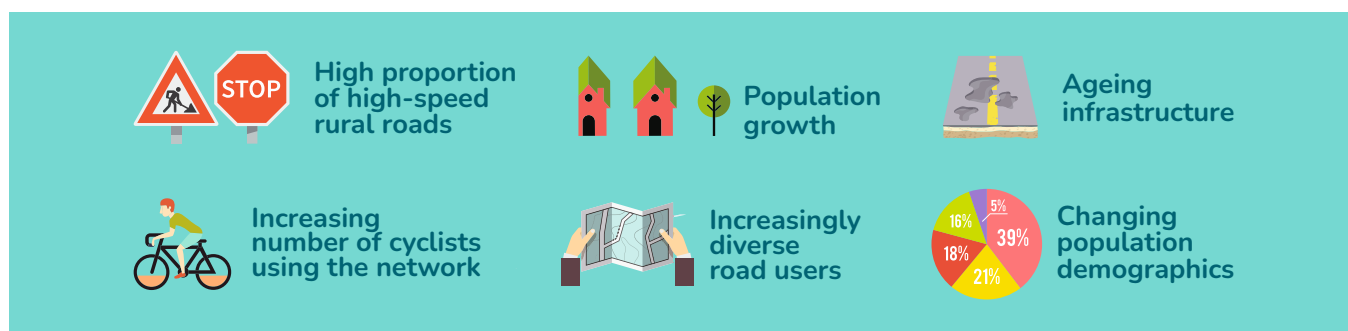 STOP
High proportion
of high-speed
rural roads
Population
growth
Ageing
infrastructure
Increasing
number of cyclists
using the network
Increasingly
diverse
road users
5%
16%
39%
18%
21%
Changing
population
demographics